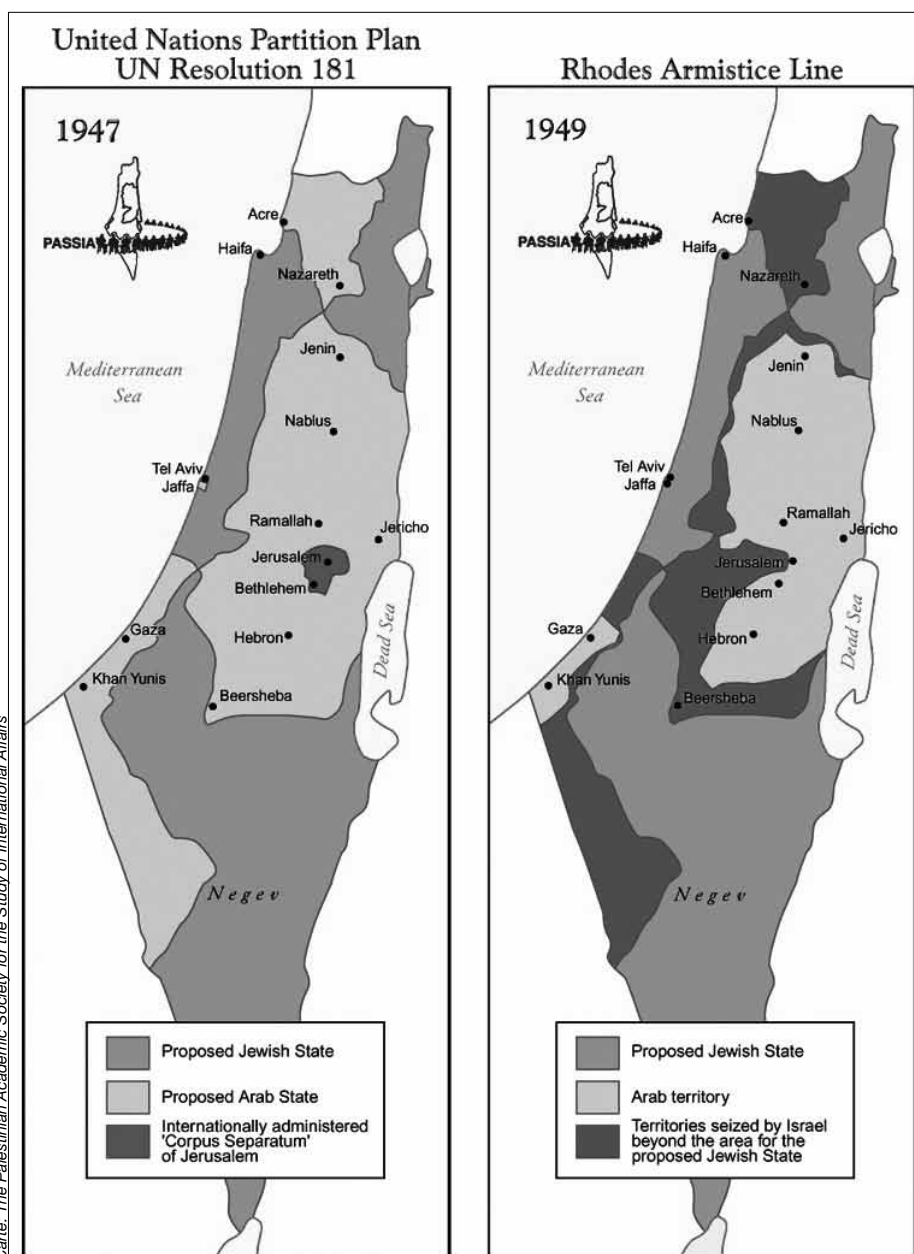 United Nations Partition Plan
UN Resolution 181
1947
PASSIA
Acre
Haifa
Nazareth
Mediterranean
Sea
Jenin
Nablus
Tel Aviv
Jaffa
Ramallah
Jericho
Jerusalem
Bethlehem
Gaza
Hebron
Dead Sea
Khan Yunis
Beersheba
Negev
Proposed Jewish State
Proposed Arab State
Internationally administered
'Corpus Separatum'
of Jerusalem
Rhodes Armistice Line
1949
PASSIA
Acre
Haifa
Nazareth
Mediterranean
Sea
Jenin
Nablus
Tel Aviv
Jaffa
Ramallah
Jericho
Jerusalem
Bethlehem
Gaza
Hebron
Dead Sea
Khan Yunis
Beersheba
Negev
Proposed Jewish State
Arab territory
Territories seized by Israel
beyond the area for the
proposed Jewish State
Carte: The Palestinian Academic Society for the Study of International Affairs